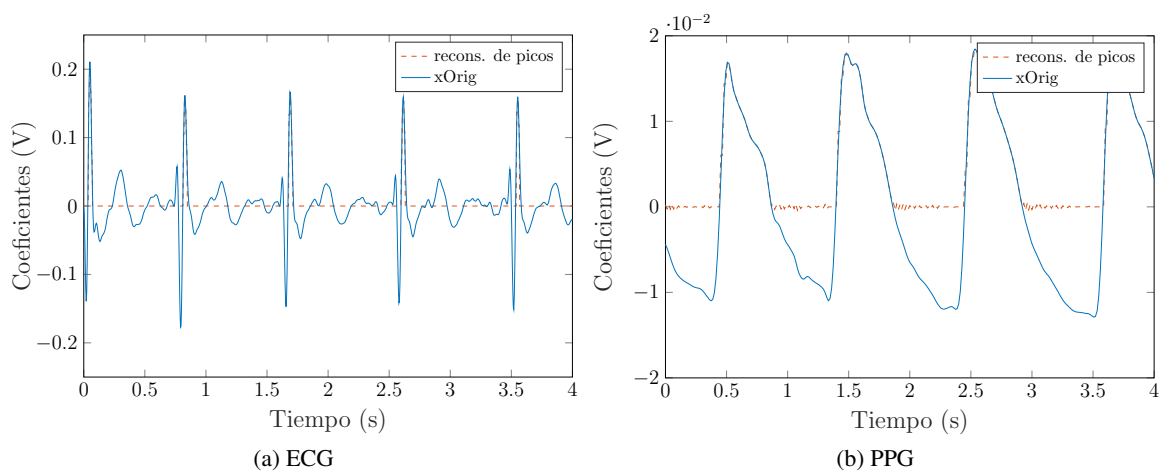 recons. de picos
xOrig
Coeficientes (V)
0.2
0.1
0
−0.1
−0.2
0 0.5 1 1.5 2 2.5 3 3.5 4
Tiempo (s)
(a) ECG
·10⁻²
recons. de picos
xOrig
Coeficientes (V)
2
1
0
−1
−2
0 0.5 1 1.5 2 2.5 3 3.5 4
Tiempo (s)
(b) PPG